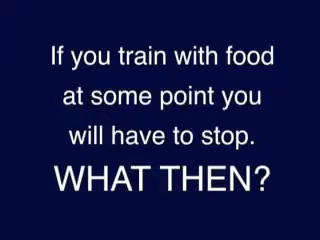 If you train with food
at some point you
will have to stop.
WHAT THEN?